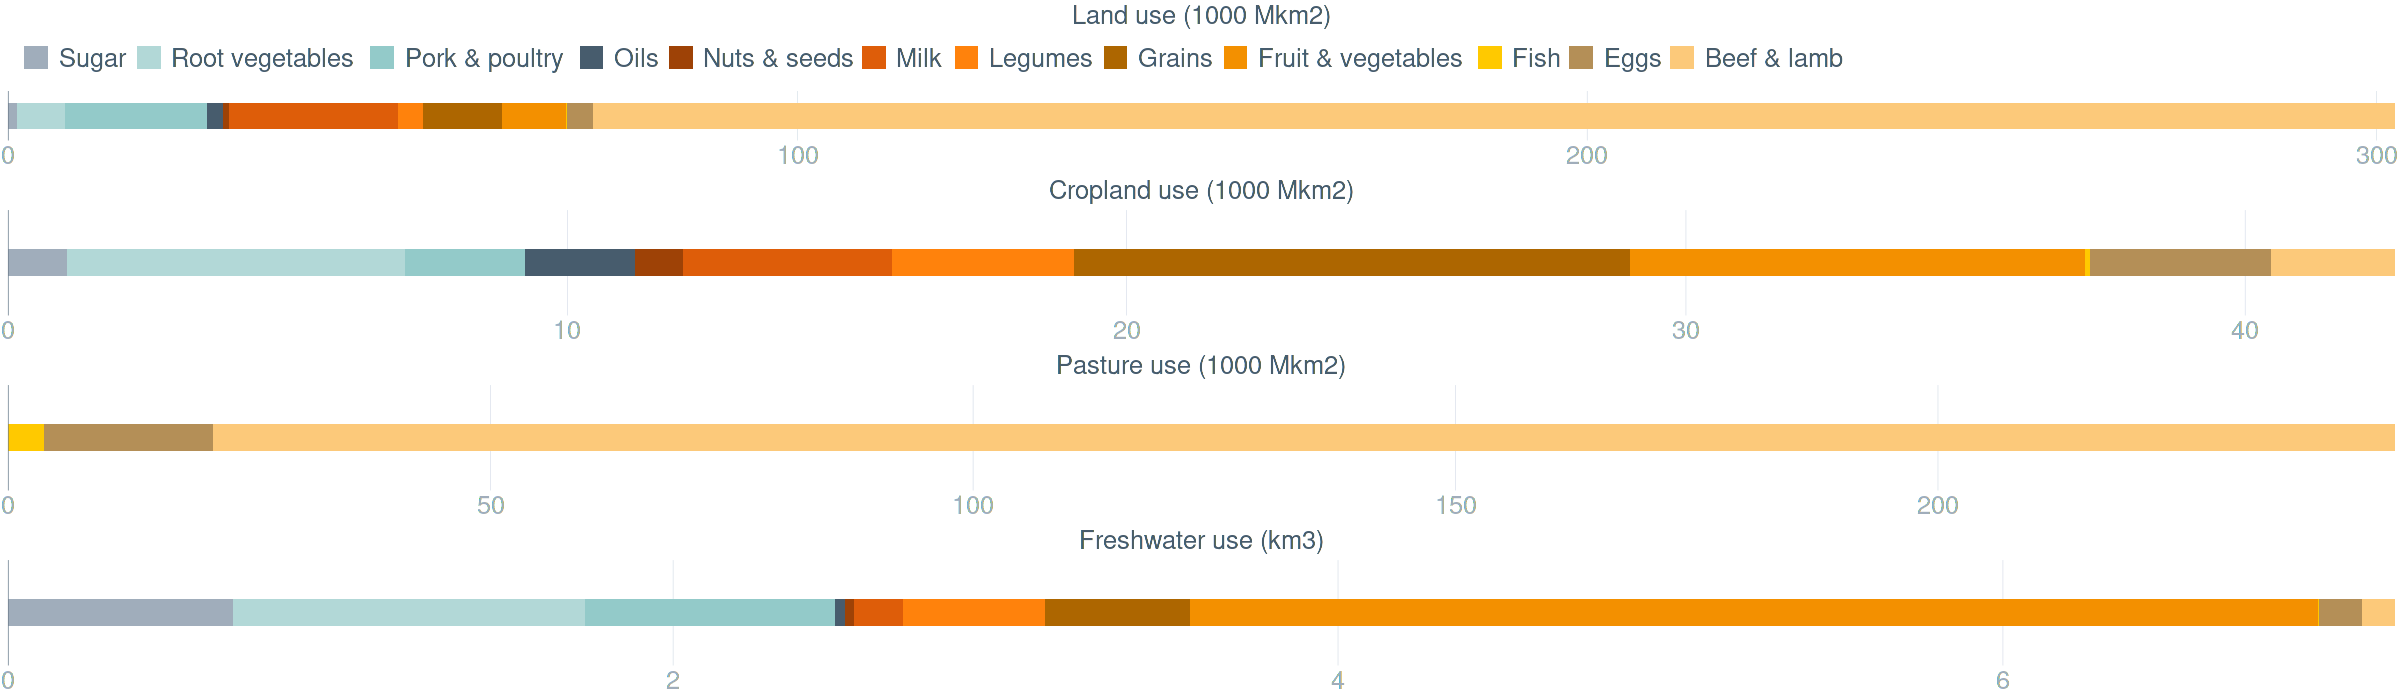 Land use (1000 Mkm2)
Sugar Root vegetables Pork & poultry Oils Nuts & seeds Milk Legumes Grains Fruit & vegetables Fish Eggs Beef & lamb
0 100 200 300
Cropland use (1000 Mkm2)
0 10 20 30 40
Pasture use (1000 Mkm2)
0 50 100 150 200
Freshwater use (km3)
0 2 4 6